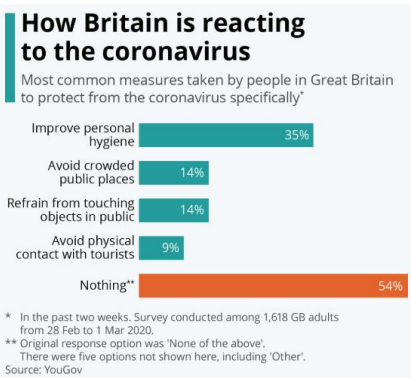 How Britain is reacting
to the coronavirus
Most common measures taken by people in Great Britain
to protect from the coronavirus specifically*
Improve personal
hygiene
35%
Avoid crowded
public places
14%
Refrain from touching
objects in public
14%
Avoid physical
contact with tourists
9%
Nothing**
54%
* In the past two weeks. Survey conducted among 1,618 GB adults
from 28 Feb to 1 Mar 2020.
** Original response option was 'None of the above'.
There were five options not shown here, including 'Other'.
Source: YouGov